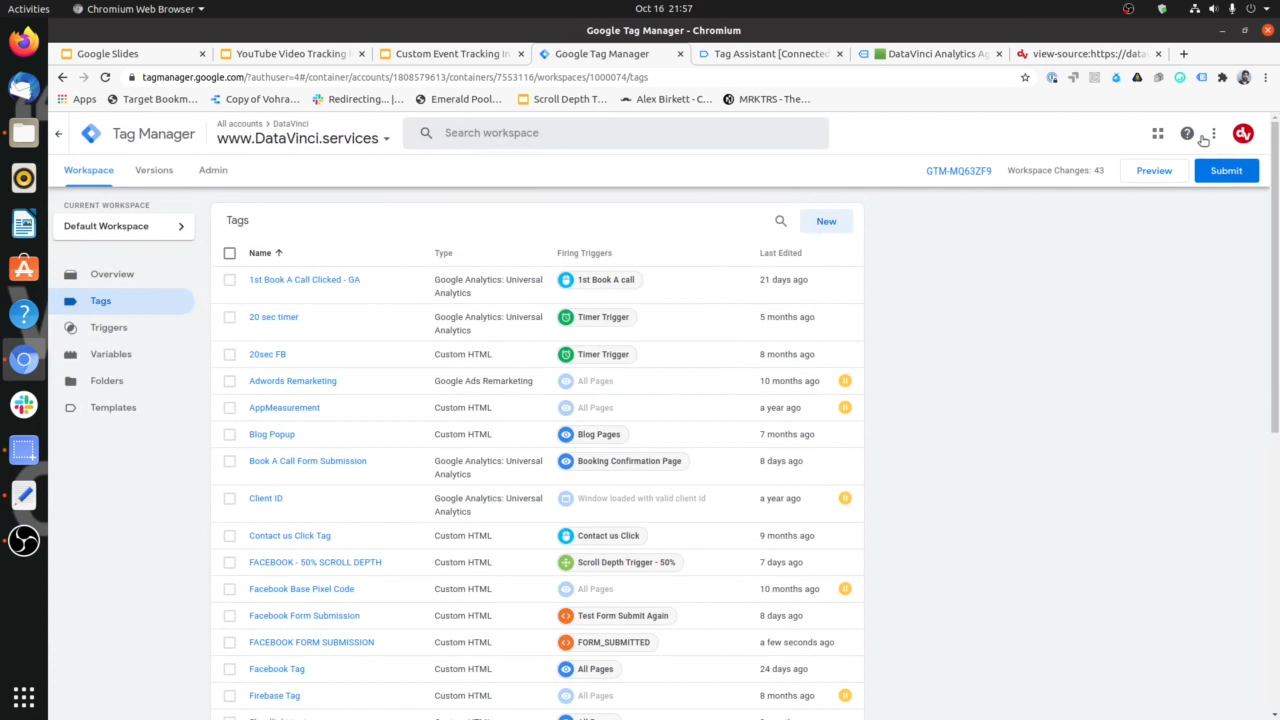 Activities
Chromium Web Browser
Oct 16 21:57
Google Tag Manager - Chromium
Google Slides
YouTube Video Tracking I
Custom Event Tracking In
Google Tag Manager
Tag Assistant [Connected
DataVinci Analytics Ag
view-source:https://data
tagmanager.google.com/?authuser=4#/container/accounts/1808579613/containers/7553116/workspaces/1000074/tags
Apps
Target Bookm...
Copy of Vohra...
Redirecting... |...
Emerald Pool...
Scroll Depth T...
Alex Birkett - C...
MRKTRS - The...
Tag Manager
All accounts > DataVinci
www.DataVinci.services
Search workspace
dv
Workspace
Versions
Admin
GTM-MQ63ZF9
Workspace Changes: 43
Preview
Submit
CURRENT WORKSPACE
Default Workspace
Overview
Tags
Triggers
Variables
Folders
Templates
Tags
New
Name
Type
Firing Triggers
Last Edited
1st Book A Call Clicked - GA
Google Analytics: Universal
Analytics
1st Book A call
21 days ago
20 sec timer
Google Analytics: Universal
Analytics
Timer Trigger
5 months ago
20sec FB
Custom HTML
Timer Trigger
8 months ago
Adwords Remarketing
Google Ads Remarketing
All Pages
10 months ago
AppMeasurement
Custom HTML
All Pages
a year ago
Blog Popup
Custom HTML
Blog Pages
7 months ago
Book A Call Form Submission
Google Analytics: Universal
Analytics
Booking Confirmation Page
8 days ago
Client ID
Google Analytics: Universal
Analytics
Window loaded with valid client id
a year ago
Contact us Click Tag
Custom HTML
Contact us Click
9 months ago
FACEBOOK - 50% SCROLL DEPTH
Custom HTML
Scroll Depth Trigger - 50%
7 days ago
Facebook Base Pixel Code
Custom HTML
All Pages
10 months ago
Facebook Form Submission
Custom HTML
Test Form Submit Again
8 days ago
FACEBOOK FORM SUBMISSION
Custom HTML
FORM_SUBMITTED
a few seconds ago
Facebook Tag
Custom HTML
All Pages
24 days ago
Firebase Tag
Custom HTML
All Pages
8 months ago